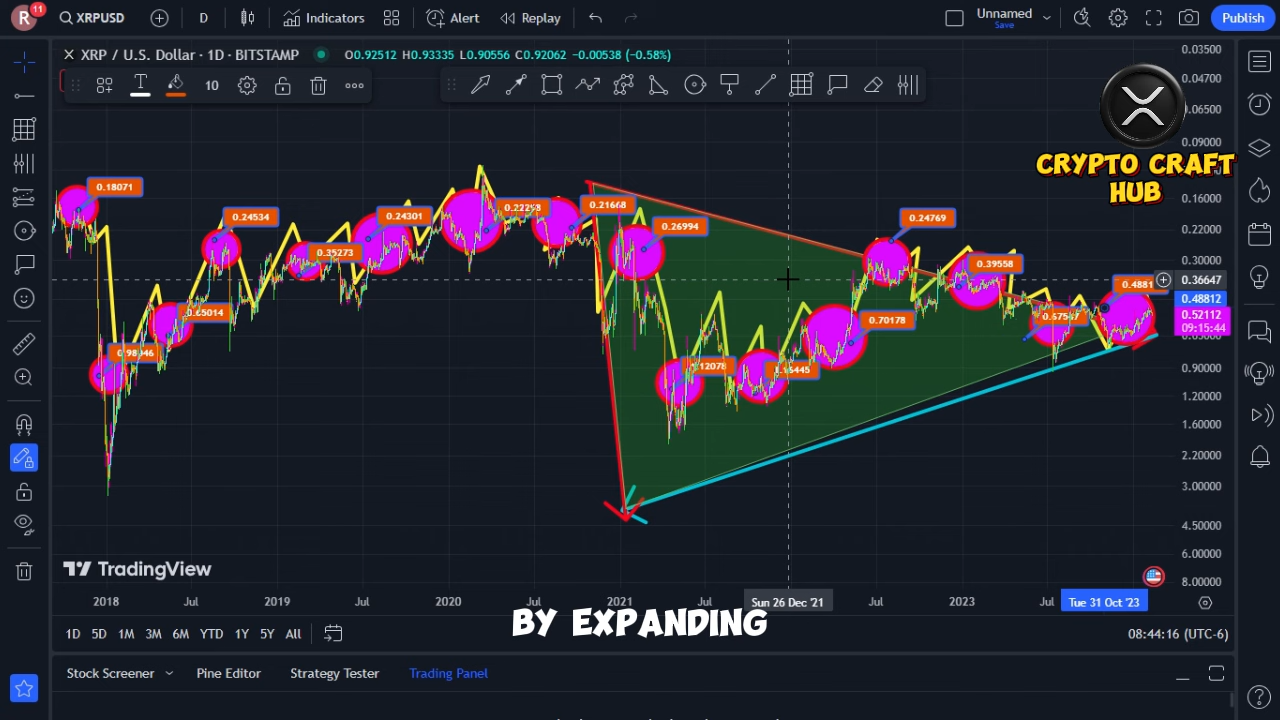 R
11
XRPUSD
D
Indicators
Alert
Replay
Unnamed
Save
Publish
XRP / U.S. Dollar · 1D · BITSTAMP
O0.92512 H0.93335 L0.90556 C0.92062 −0.00538 (−0.58%)
T
10
CRYPTO CRAFT
HUB
0.03500
0.04700
0.06500
0.09000
0.16000
0.22000
0.30000
0.36647
0.48812
0.52112
09:15:44
0.90000
1.20000
1.60000
2.20000
3.00000
4.50000
6.00000
8.00000
0.18071
0.24534
0.35273
0.24301
0.21668
0.26994
0.24769
0.39558
0.4881
0.70178
TradingView
2018
Jul
2019
Jul
2020
Jul
2021
Jul
Sun 26 Dec '21
Jul
2023
Jul
Tue 31 Oct '23
BY EXPANDING
1D 5D 1M 3M 6M YTD 1Y 5Y All
08:44:16 (UTC-6)
Stock Screener
Pine Editor
Strategy Tester
Trading Panel